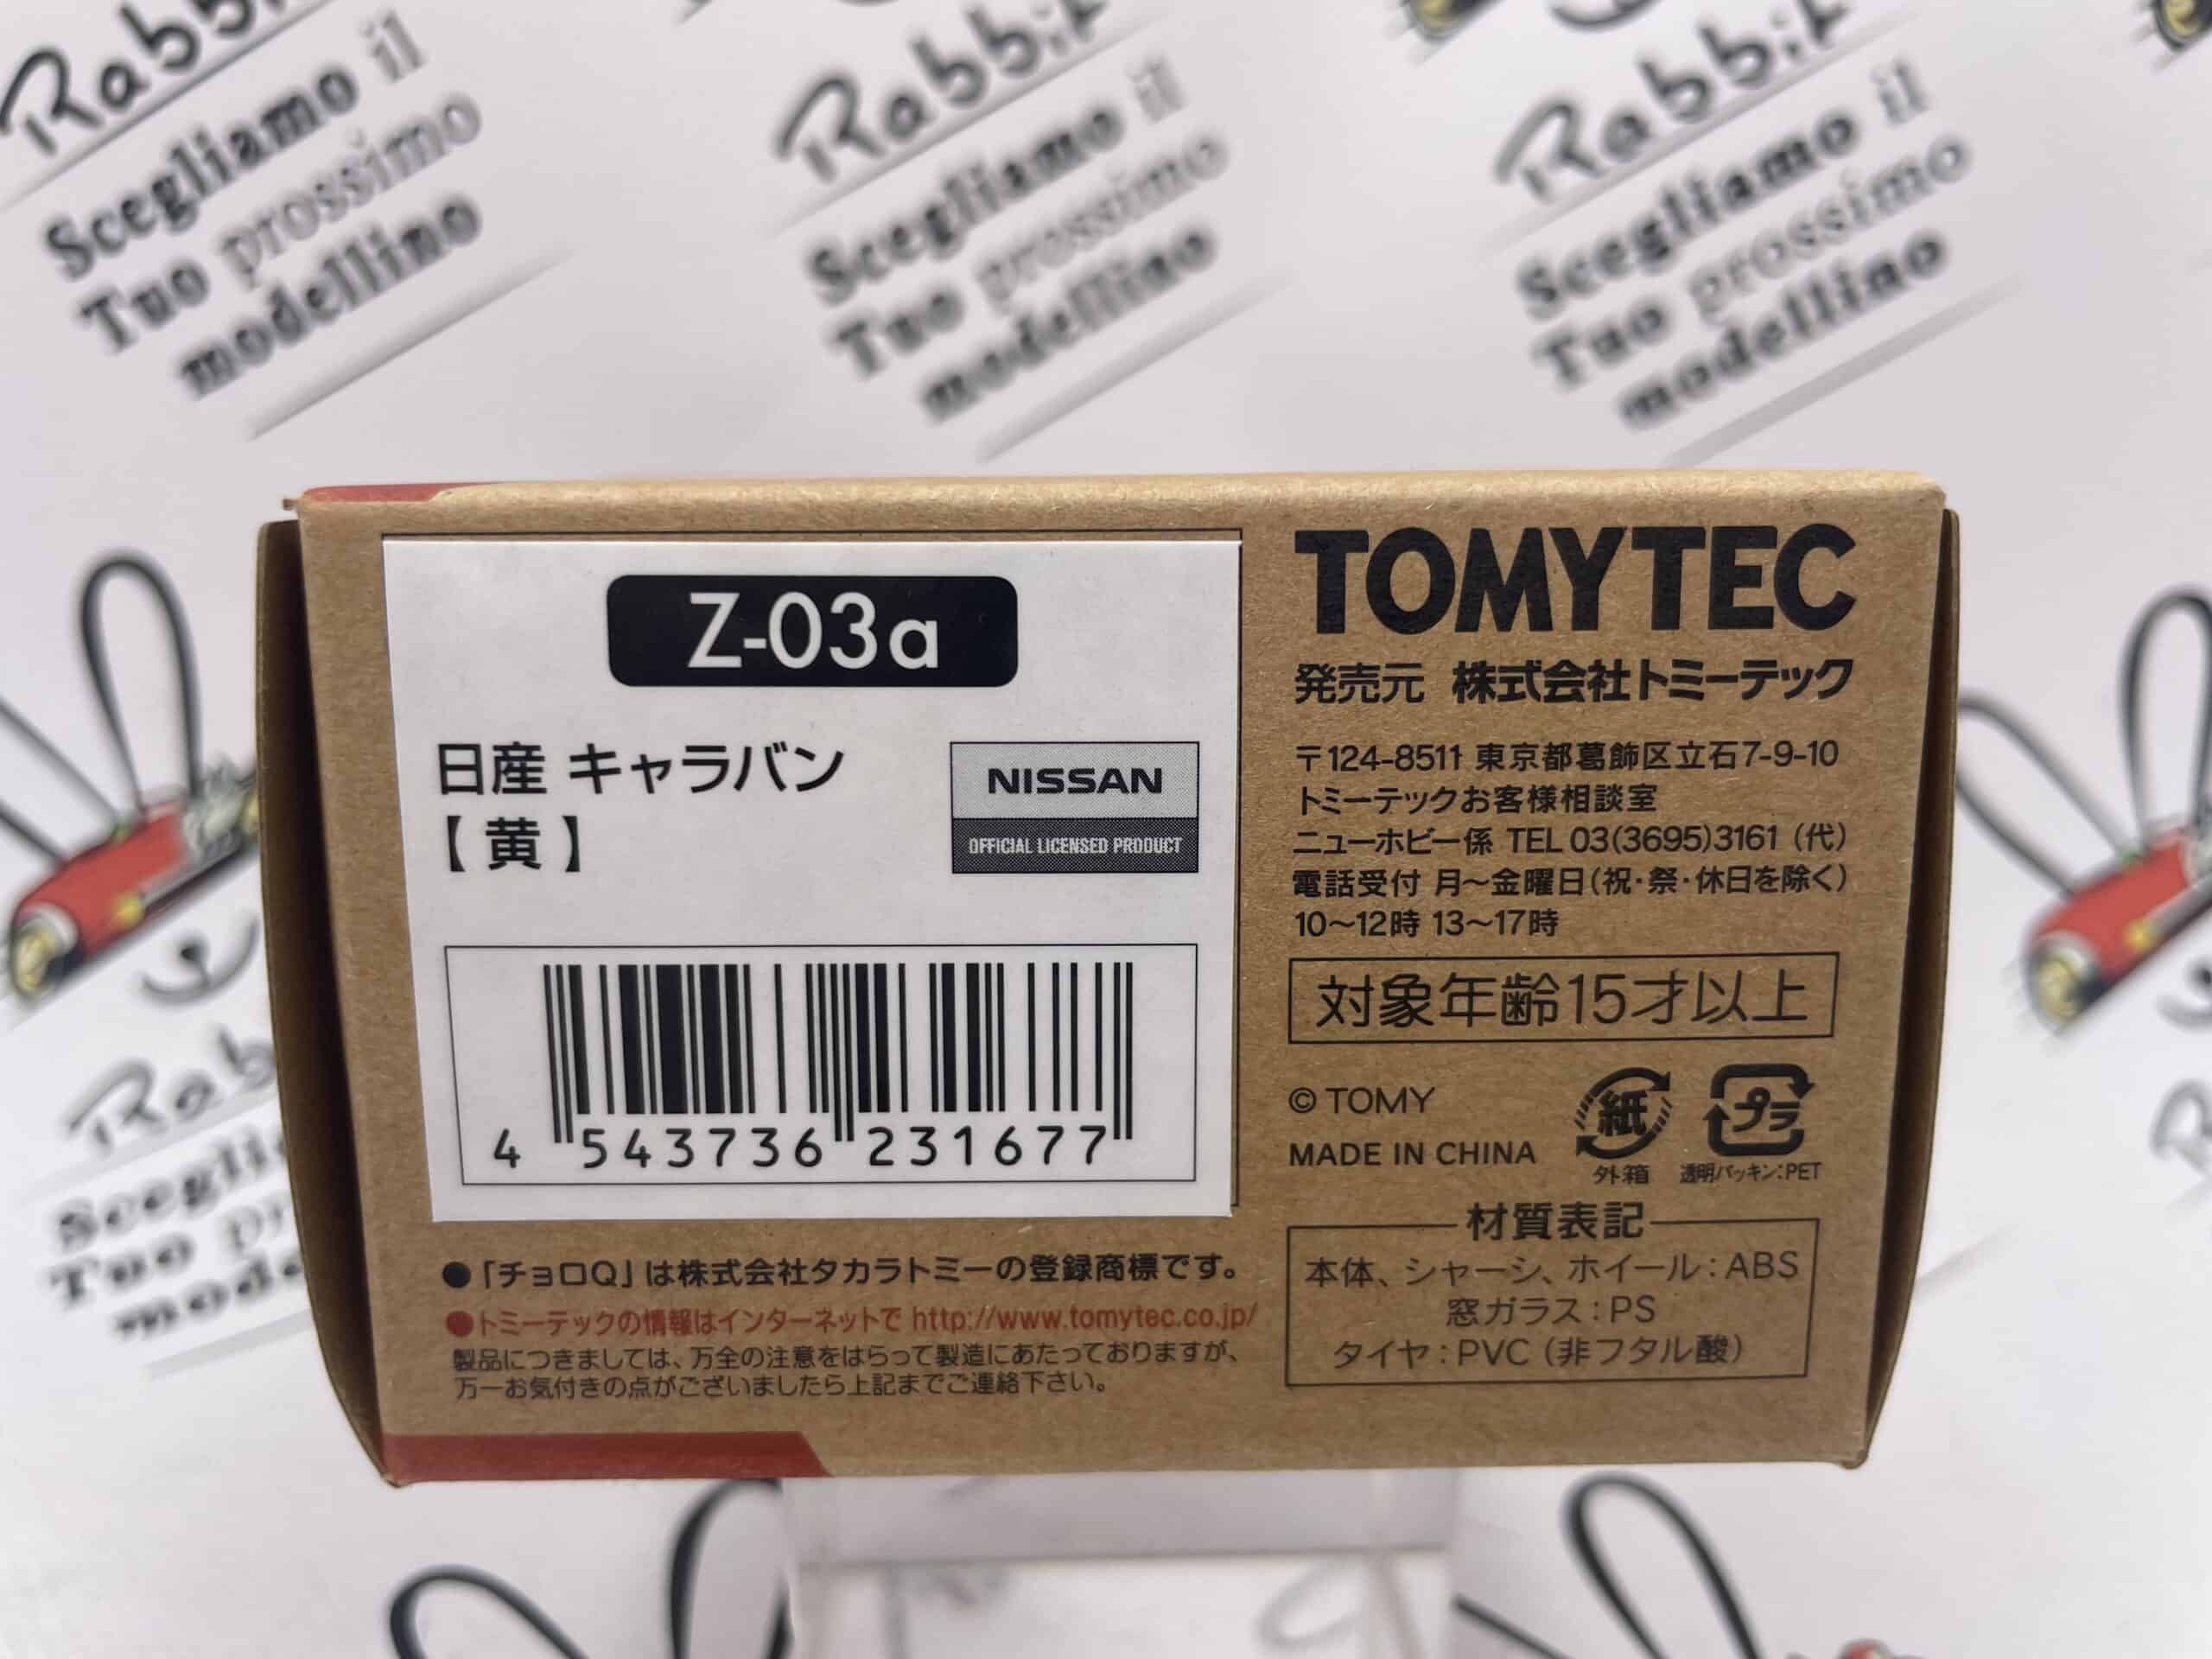 Rabbit
Scegliamo il
Tuo prossimo
modellino
Rabbit
Scegliamo il
Tuo prossimo
modellino
Rabbit
Scegliamo il
Tuo prossimo
modellino
Z-03a
日産 キャラバン
【 黄 】
NISSAN
OFFICIAL LICENSED PRODUCT
4 543736 231677
●「チョロQ」は株式会社タカラトミーの登録商標です。
●トミーテックの情報はインターネットで http://www.tomytec.co.jp/
製品につきましては、万全の注意をはらって製造にあたっておりますが、
万一お気付きの点がございましたら上記までご連絡下さい。
TOMYTEC
発売元 株式会社トミーテック
〒124-8511 東京都葛飾区立石7-9-10
トミーテックお客様相談室
ニューホビー係 TEL 03(3695)3161 (代)
電話受付 月～金曜日(祝・祭・休日を除く)
10～12時 13～17時
対象年齢15才以上
© TOMY
MADE IN CHINA
紙
外箱
プラ
透明パッキン:PET
材質表記
本体、シャーシ、ホイール:ABS
窓ガラス:PS
タイヤ:PVC (非フタル酸)
Rab
Scegli
Tuo pr
mode